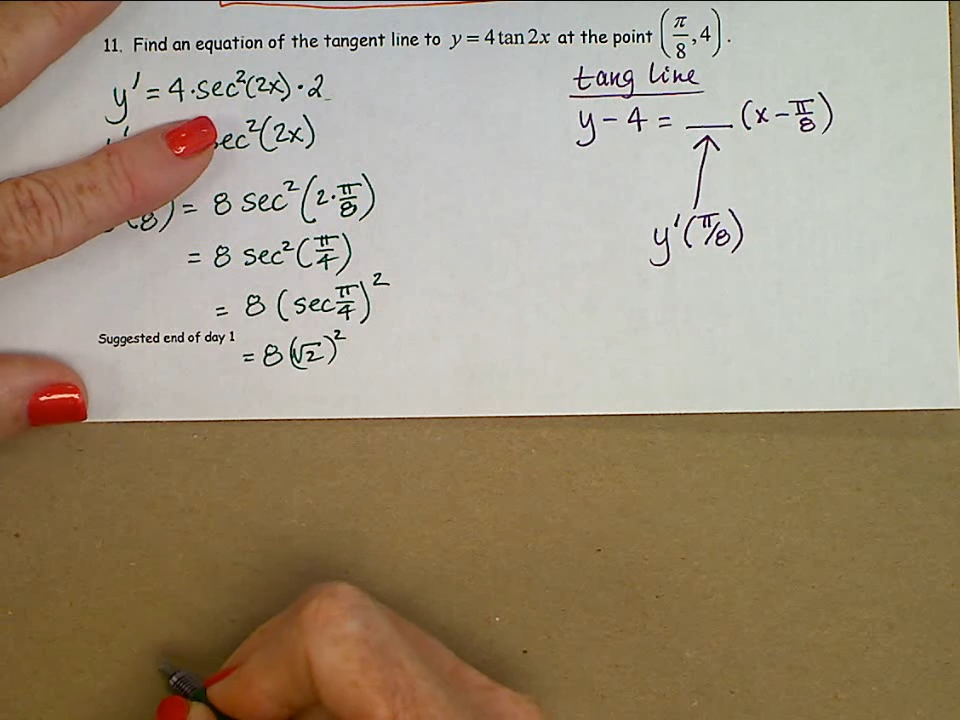 11. Find an equation of the tangent line to y = 4 tan 2x at the point (π/8, 4).
y' = 4·sec²(2x)·2
sec²(2x)
= 8 sec²(2·π/8)
= 8 sec²(π/4)
= 8 (sec π/4)²
Suggested end of day 1
= 8(√2)²
tang line
y − 4 = __ (x − π/8)
y'(π/8)